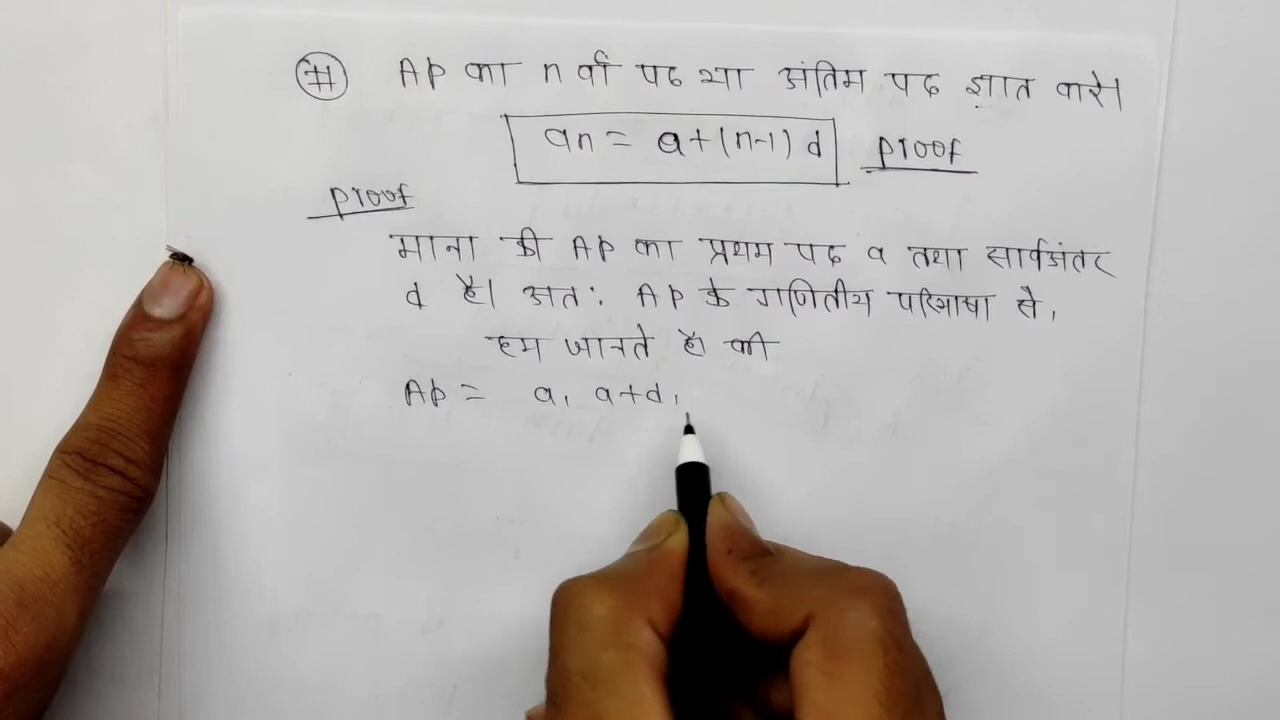 # AP का n वाँ पद या अंतिम पद ज्ञात करे।
an = a+(n-1) d proof
proof
माना की AP का प्रथम पद a तथा सार्वअंतर
d है। अत: AP के गणितीय परिभाषा से,
हम जानते है। की
AP = a, a+d,